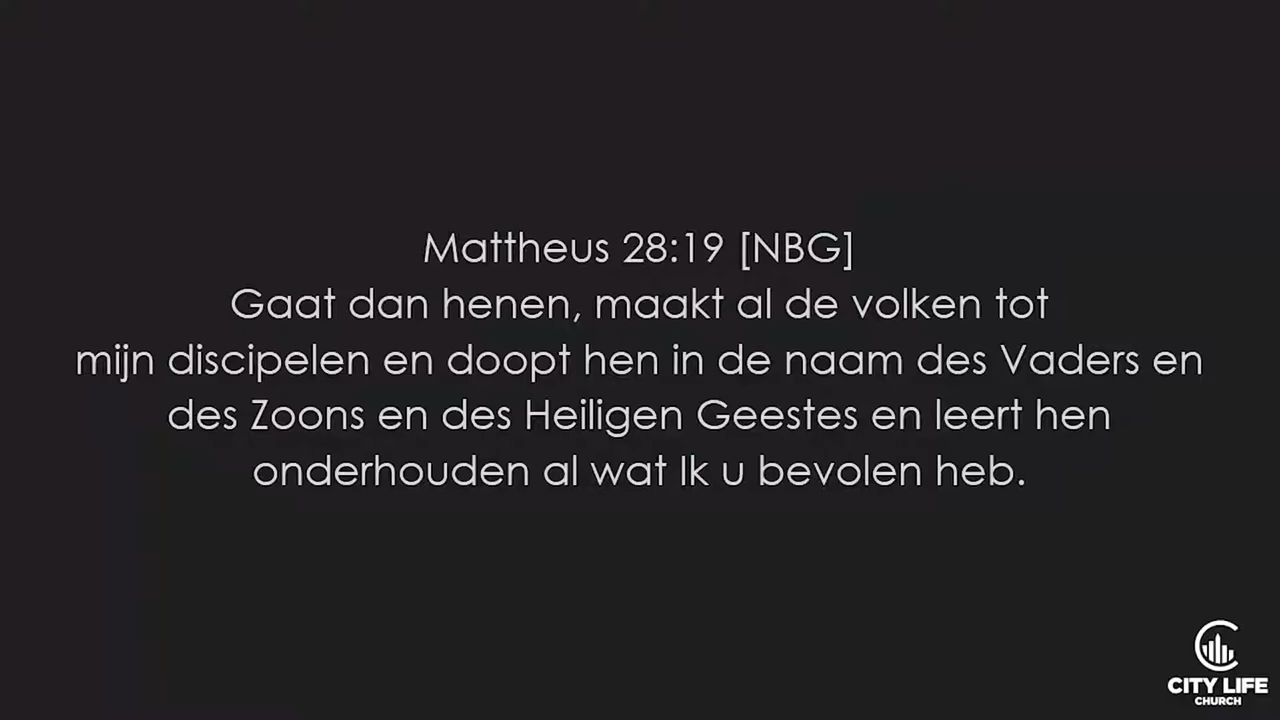 Mattheus 28:19 [NBG]
Gaat dan henen, maakt al de volken tot
mijn discipelen en doopt hen in de naam des Vaders en
des Zoons en des Heiligen Geestes en leert hen
onderhouden al wat Ik u bevolen heb.
CITY LIFE
CHURCH